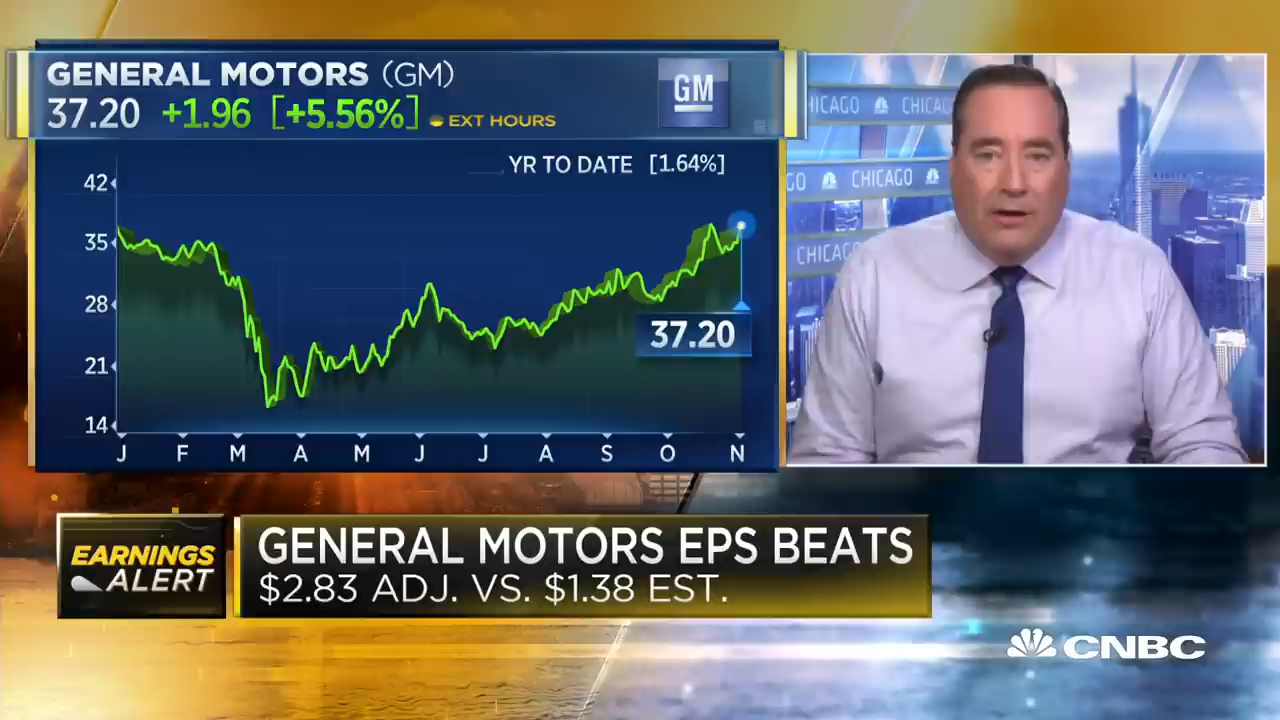 GENERAL MOTORS (GM)
37.20 +1.96 [+5.56%] EXT HOURS
GM
YR TO DATE [1.64%]
42
35
28
21
14
37.20
J F M A M J J A S O N
CHICAGO CHICAGO
CHICAGO
CHICAGO
EARNINGS
ALERT
GENERAL MOTORS EPS BEATS
$2.83 ADJ. VS. $1.38 EST.
CNBC